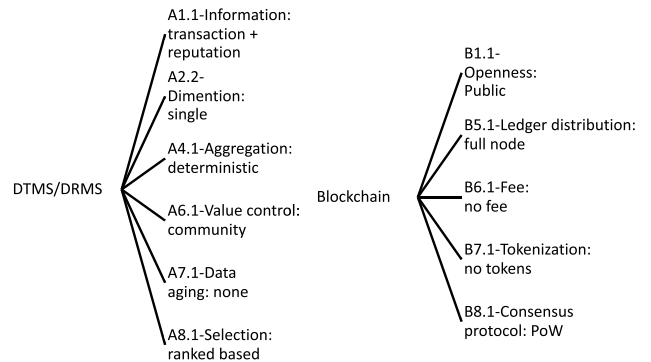 A1.1-Information:
transaction +
reputation
A2.2-
Dimention:
single
A4.1-Aggregation:
deterministic
DTMS/DRMS
A6.1-Value control:
community
A7.1-Data
aging: none
A8.1-Selection:
ranked based
B1.1-
Openness:
Public
B5.1-Ledger distribution:
full node
Blockchain
B6.1-Fee:
no fee
B7.1-Tokenization:
no tokens
B8.1-Consensus
protocol: PoW